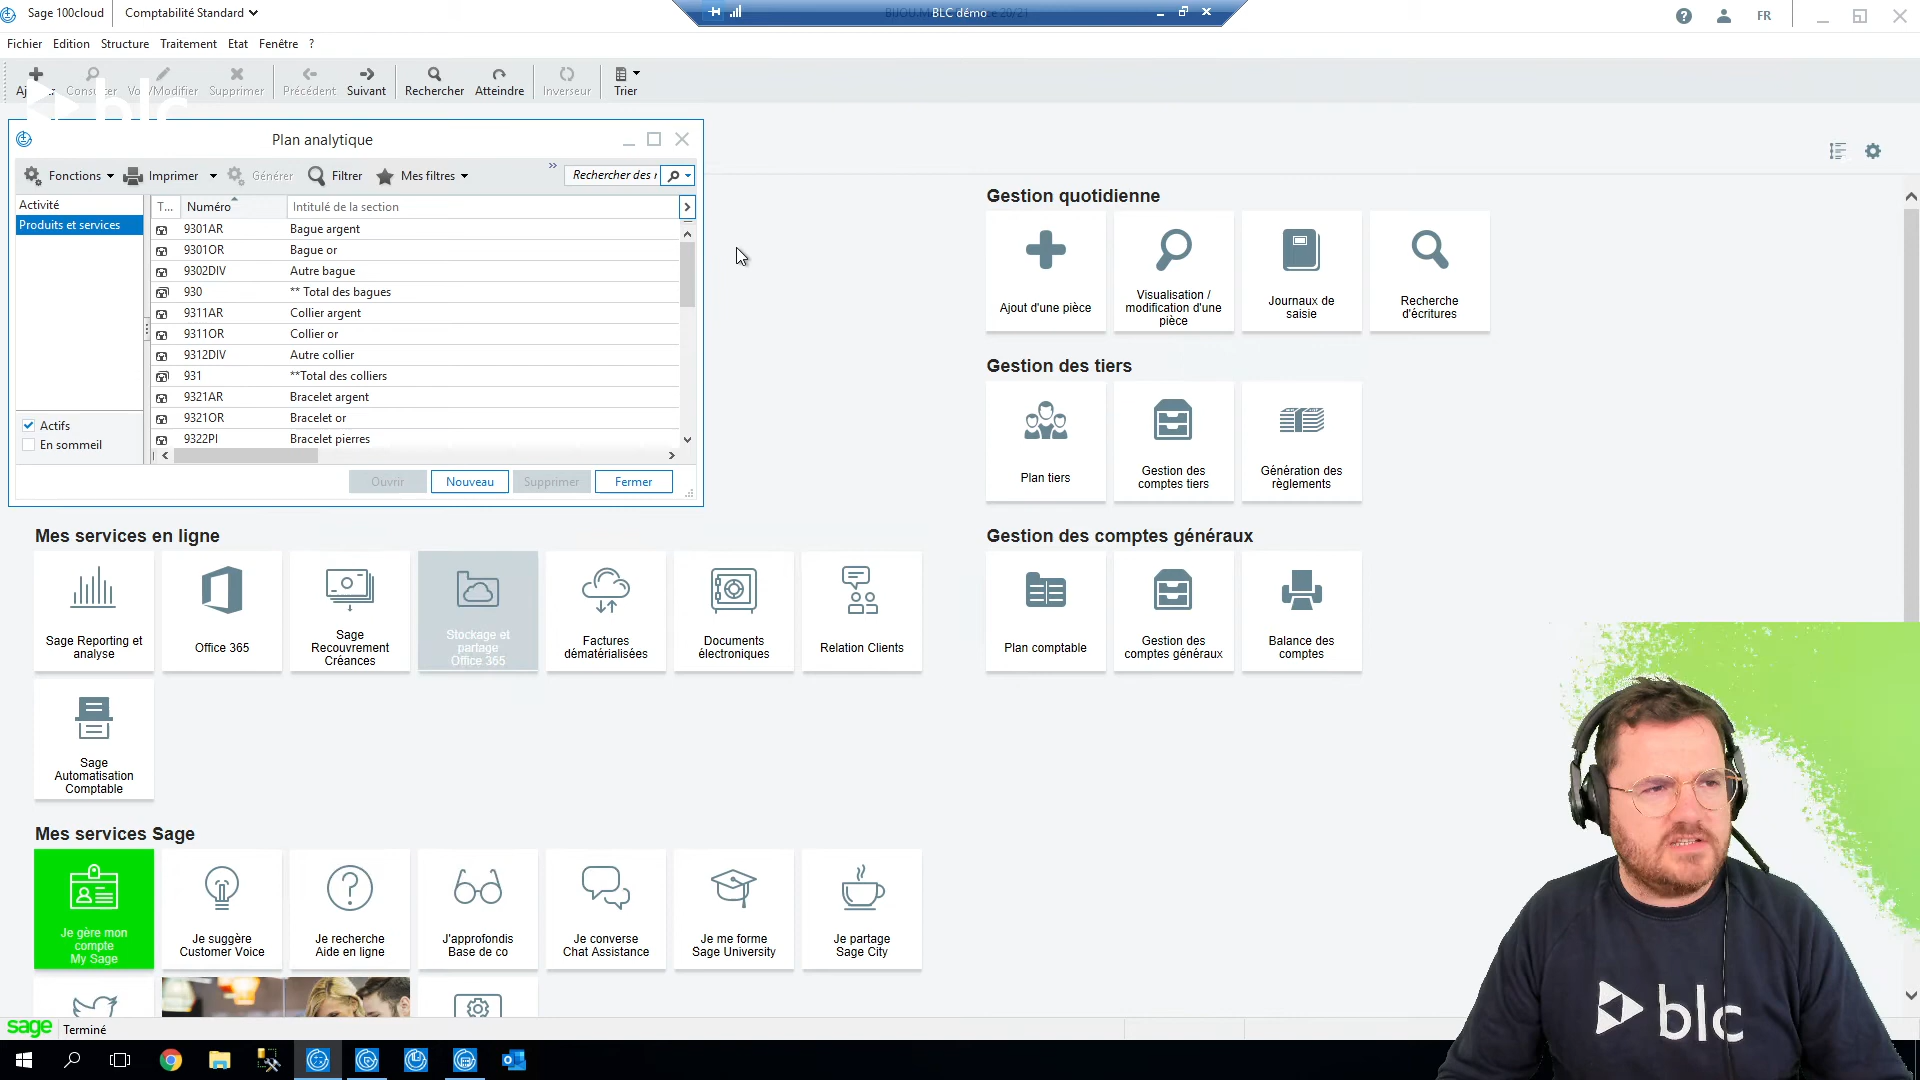 Sage 100cloud
Comptabilité Standard
BLC démo
FR
Fichier
Edition
Structure
Traitement
Etat
Fenêtre
?
Consulter
Voir/Modifier
Supprimer
Précédent
Suivant
Rechercher
Atteindre
Inverseur
Trier
blc
Plan analytique
Fonctions
Imprimer
Générer
Filtrer
Mes filtres
Rechercher des
Activité
Produits et services
T...
Numéro
Intitulé de la section
9301AR Bague argent
9301OR Bague or
9302DIV Autre bague
930 ** Total des bagues
9311AR Collier argent
9311OR Collier or
9312DIV Autre collier
931 **Total des colliers
9321AR Bracelet argent
9321OR Bracelet or
9322PI Bracelet pierres
Actifs
En sommeil
Ouvrir
Nouveau
Supprimer
Fermer
Gestion quotidienne
Ajout d'une pièce
Visualisation /
modification d'une
pièce
Journaux de
saisie
Recherche
d'écritures
Gestion des tiers
Plan tiers
Gestion des
comptes tiers
Génération des
règlements
Gestion des comptes généraux
Plan comptable
Gestion des
comptes généraux
Balance des
comptes
Mes services en ligne
Sage Reporting et
analyse
Office 365
Sage
Recouvrement
Créances
Stockage et
partage
Office 365
Factures
dématérialisées
Documents
électroniques
Relation Clients
Sage
Automatisation
Comptable
Mes services Sage
Je gère mon
compte
My Sage
Je suggère
Customer Voice
Je recherche
Aide en ligne
J'approfondis
Base de co
Je converse
Chat Assistance
Je me forme
Sage University
Je partage
Sage City
sage
Terminé
blc